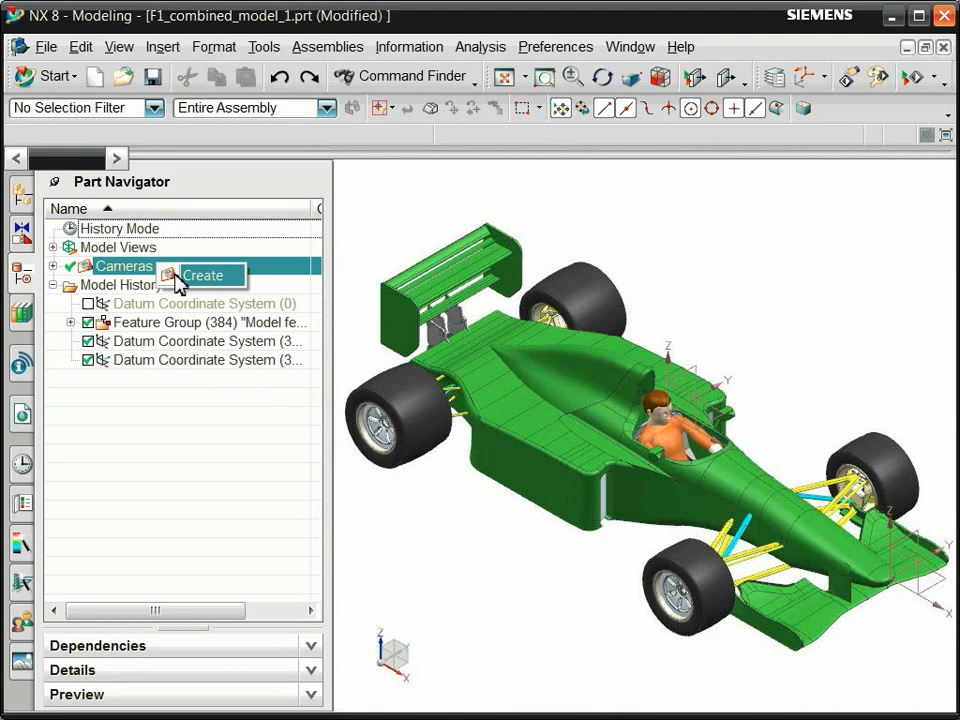 NX 8 - Modeling - [F1_combined_model_1.prt (Modified) ]
SIEMENS
File Edit View Insert Format Tools Assemblies Information Analysis Preferences Window Help
Start Command Finder
No Selection Filter Entire Assembly
Part Navigator
Name C
History Mode
Model Views
Cameras
Create
Model History
Datum Coordinate System (0)
Feature Group (384) "Model fe...
Datum Coordinate System (3...
Datum Coordinate System (3...
Dependencies
Details
Preview
Z
Y
Z
Y
X
Z
X